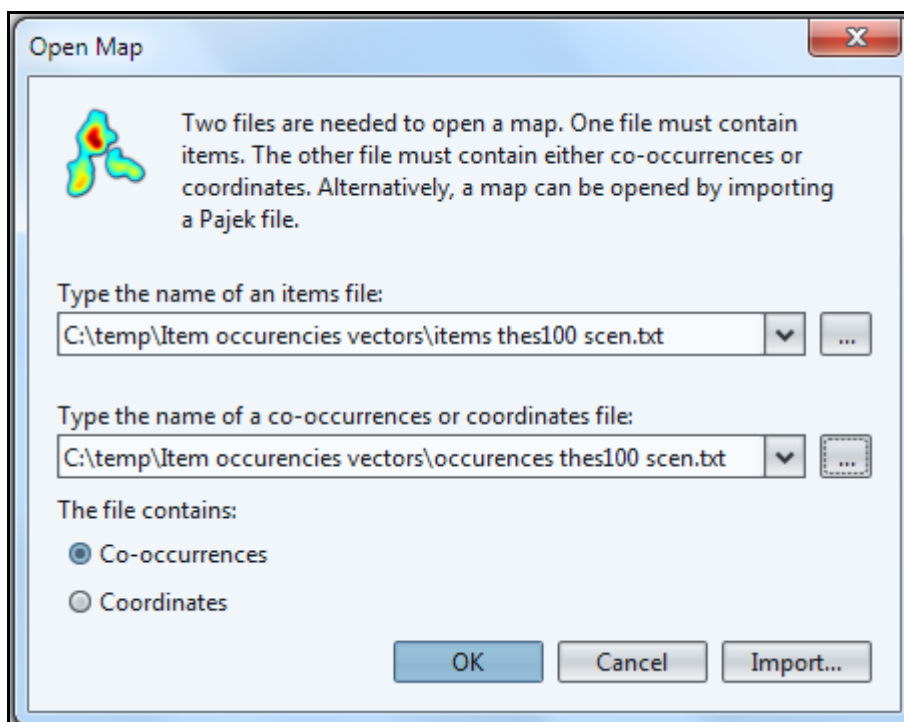 Open Map
Two files are needed to open a map. One file must contain
items. The other file must contain either co-occurrences or
coordinates. Alternatively, a map can be opened by importing
a Pajek file.
Type the name of an items file:
C:\temp\Item occurencies vectors\items thes100 scen.txt
...
Type the name of a co-occurrences or coordinates file:
C:\temp\Item occurencies vectors\occurences thes100 scen.txt
...
The file contains:
Co-occurrences
Coordinates
OK Cancel Import...